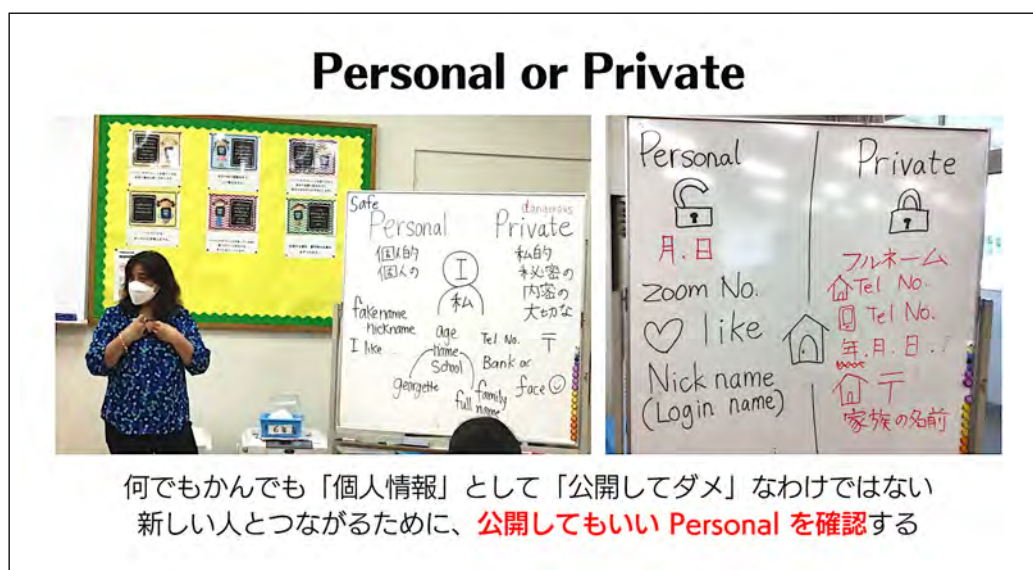 Personal or Private
Safe
dangerous
Personal
Private
個人的
個人の
I
私
私的
秘密の
内密の
大切な
fake name
nickname
I like
age
name
School
georgette
full
family
name
Tel. No.
〒
Bank ac
face
6年
Personal
Private
月.日
zoom No.
like
Nick name
(Login name)
フルネーム
Tel No.
Tel No.
年.月.日.
〒
家族の名前
何でもかんでも「個人情報」として「公開してダメ」なわけではない
新しい人とつながるために、公開してもいい Personal を確認する